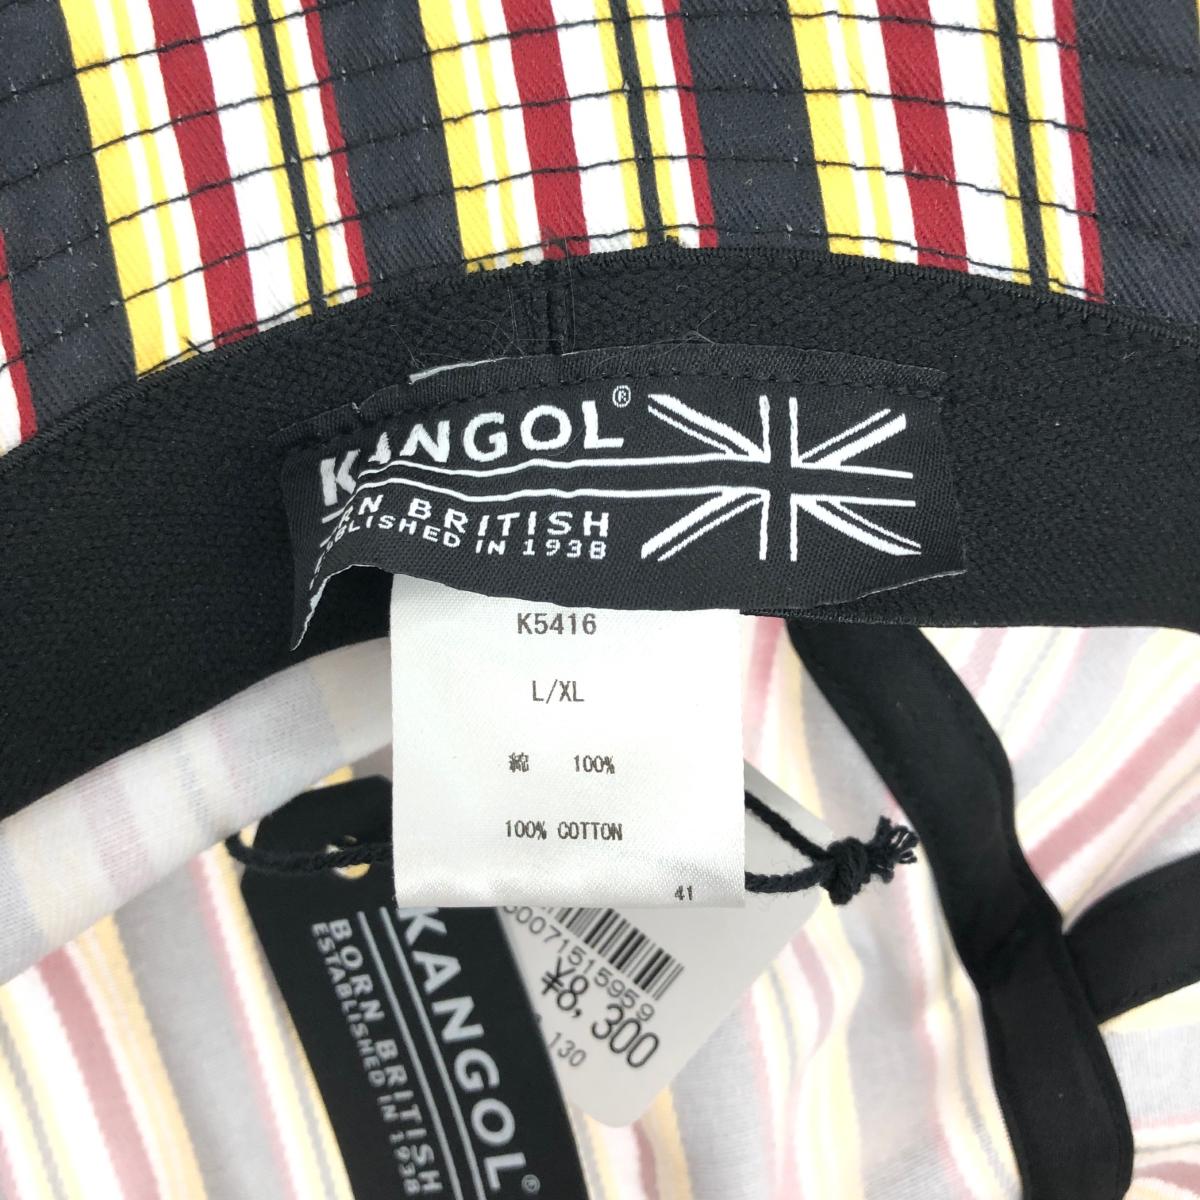 KANGOL®
BRITISH
IN 1938
K5416
L/XL
綿 100%
100% COTTON
41
KANGOL®
BORN BRITISH
ESTABLISHED IN 1938
¥8,300
130